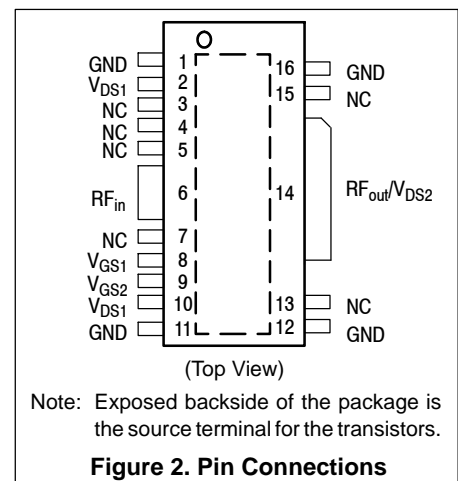 GND 1 16 GND
VDS1 2 15 NC
NC 3
NC 4
NC 5
RFin 6 14 RFout/VDS2
NC 7
VGS1 8
VGS2 9
VDS1 10 13 NC
GND 11 12 GND
(Top View)
Note: Exposed backside of the package is
the source terminal for the transistors.
Figure 2. Pin Connections